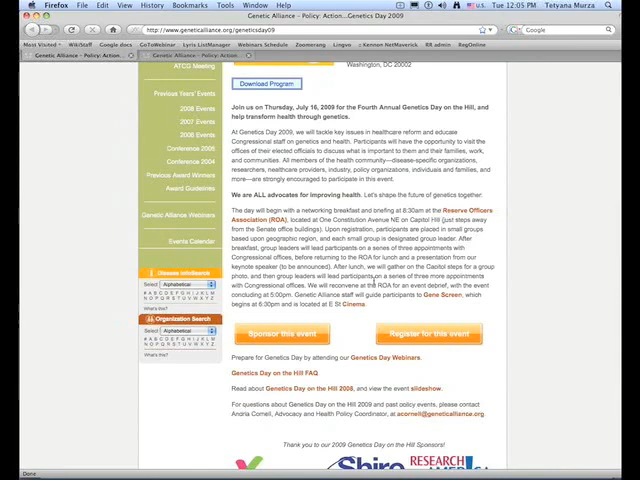 Firefox File Edit View History Bookmarks Tools Window Help Tue 12:05 PM Tetyana Murza
Genetic Alliance – Policy: Action...Genetics Day 2009
http://www.geneticalliance.org/geneticsday09
Google
Most Visited WikiStaff Google docs GoToWebinar Lyris ListManager Webinars Schedule Zoomerang Lingvo Kennon NetMaverick RR admin RegOnline
Genetic Alliance – Policy: Action...
Genetic Alliance – Policy: Action...
ATCG Meeting
Washington, DC 20002
Download Program
Previous Years' Events
2008 Events
2007 Events
Conference 2004
Previous Award Winners
Award Guidelines
Genetic Alliance Webinars
Events Calendar
Join us on Thursday, July 16, 2009 for the Fourth Annual Genetics Day on the Hill, and
help transform health through genetics.
At Genetics Day 2009, we will tackle key issues in healthcare reform and educate
Congressional staff on genetics and health. Participants will have the opportunity to visit the
offices of their elected officials to discuss what is important to them and their families, work,
and communities. All members of the health community—disease-specific organizations,
researchers, healthcare providers, industry, policy organizations, individuals and families, and
more—are strongly encouraged to participate in this event.
We are ALL advocates for improving health. Let's shape the future of genetics together.
The day will begin with a networking breakfast and briefing at 8:30am at the Reserve Officers
Association (ROA), located at One Constitution Avenue NE on Capitol Hill (just steps away
from the Senate office buildings). Upon registration, participants are placed in small groups
based upon geographic region, and each small group is designated group leader. After
breakfast, group leaders will lead participants on a series of three appointments with
Congressional offices, before returning to the ROA for lunch and a presentation from our
keynote speaker (to be announced). After lunch, we will gather on the Capitol steps for a group
photo, and then group leaders will lead participants on a series of three more appointments
with Congressional offices. We will reconvene at the ROA for an event debrief, with the event
concluding at 5:00pm. Genetic Alliance staff will guide participants to Gene Screen, which
begins at 6:30pm and is located at E St Cinema.
Disease InfoSearch
Select Alphabetical
# A B C D E F G H I J K L M
N O P Q R S T U V W X Y Z
What's this?
Organization Search
Select Alphabetical
# A B C D E F G H I J K L M
N O P Q R S T U V W X Y Z
What's this?
Sponsor this event
Register for this event
Prepare for Genetics Day by attending our Genetics Day Webinars.
Genetics Day on the Hill FAQ
Read about Genetics Day on the Hill 2008, and view the event slideshow.
For questions about Genetics Day on the Hill 2009 and past policy events, please contact
Andria Cornell, Advocacy and Health Policy Coordinator, at acornell@geneticalliance.org
Thank you to our 2009 Genetics Day on the Hill Sponsors!
Shire
RESEARCH
Done